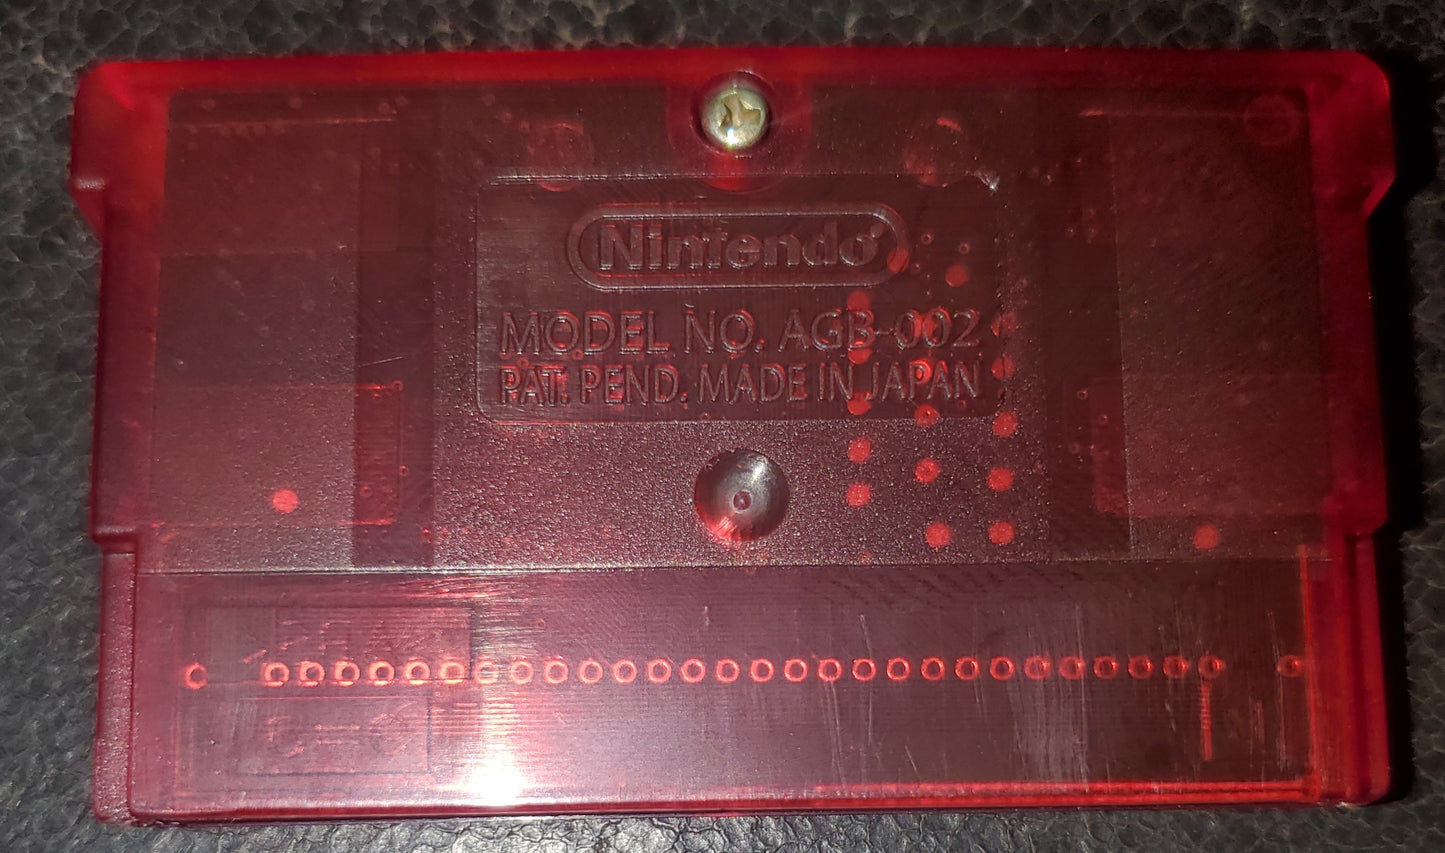 Nintendo
MODEL NO. AGB-002
PAT. PEND. MADE IN JAPAN